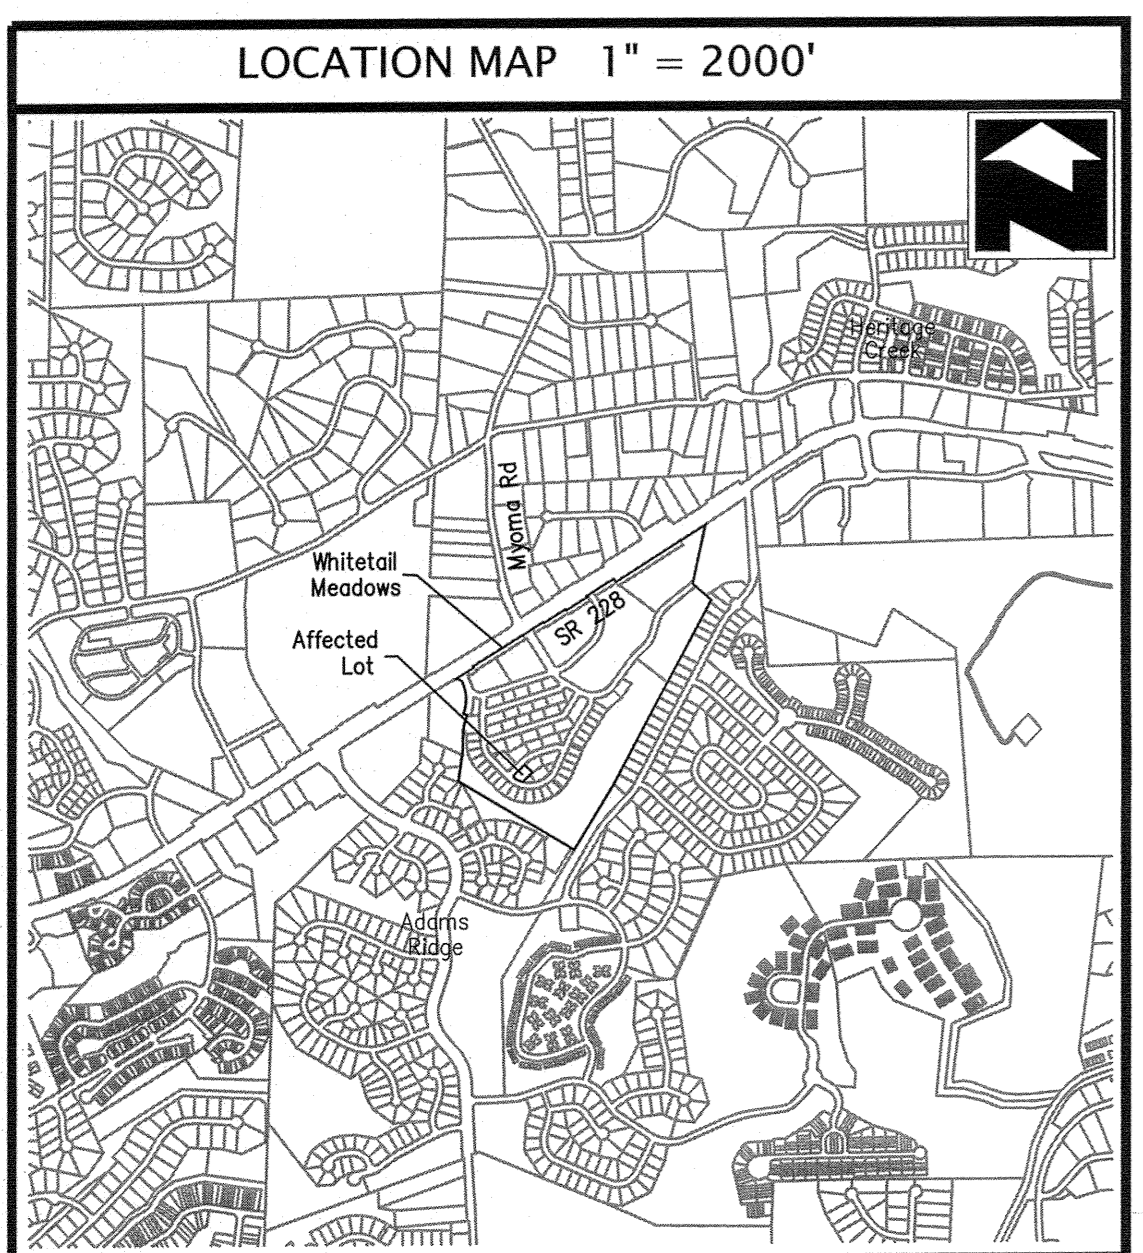 LOCATION MAP 1" = 2000'
Heritage
Creek
Myoma Rd
Whitetail
Meadows
SR 228
Affected
Lot
Adams
Ridge